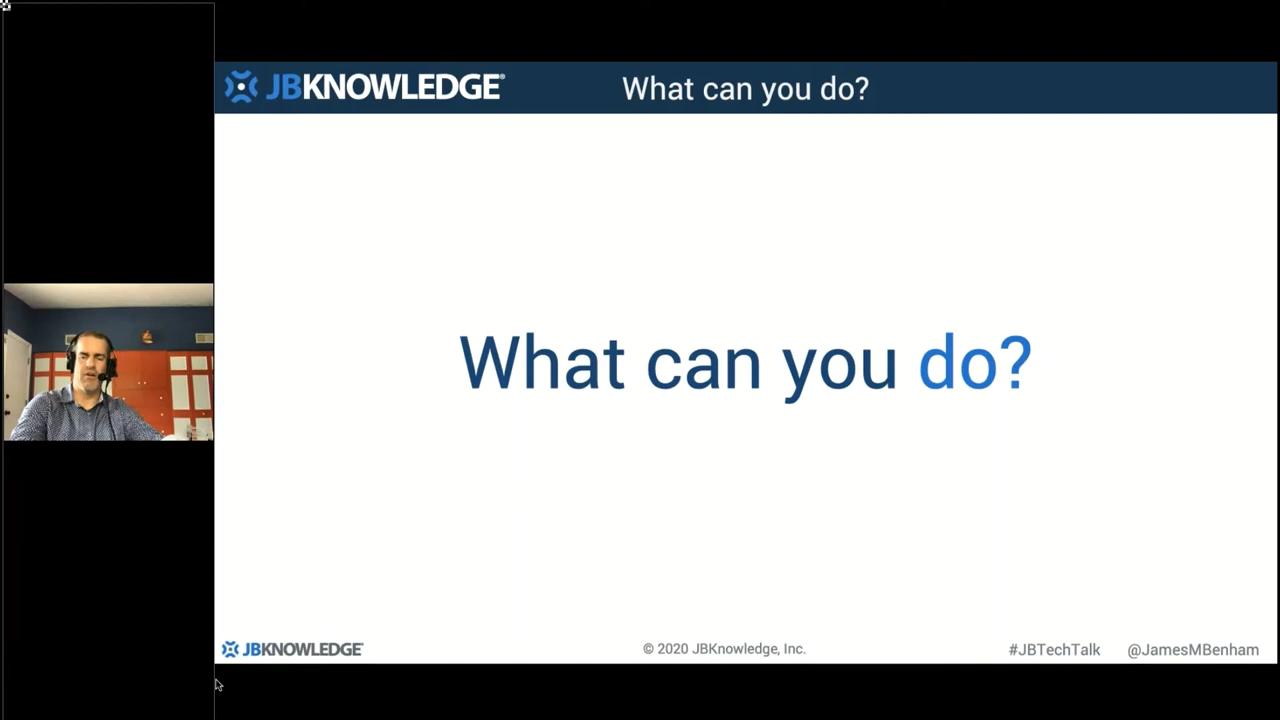 JBKNOWLEDGE®
What can you do?
What can you do?
JBKNOWLEDGE
© 2020 JBKnowledge, Inc.
#JBTechTalk
@JamesMBenham